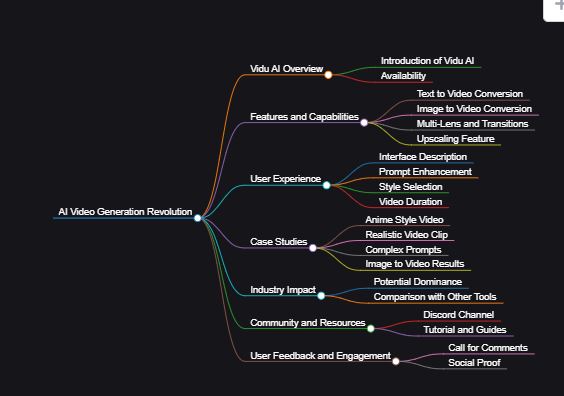 AI Video Generation Revolution
Vidu AI Overview
Introduction of Vidu AI
Availability
Features and Capabilities
Text to Video Conversion
Image to Video Conversion
Multi-Lens and Transitions
Upscaling Feature
User Experience
Interface Description
Prompt Enhancement
Style Selection
Video Duration
Case Studies
Anime Style Video
Realistic Video Clip
Complex Prompts
Image to Video Results
Industry Impact
Potential Dominance
Comparison with Other Tools
Community and Resources
Discord Channel
Tutorial and Guides
User Feedback and Engagement
Call for Comments
Social Proof